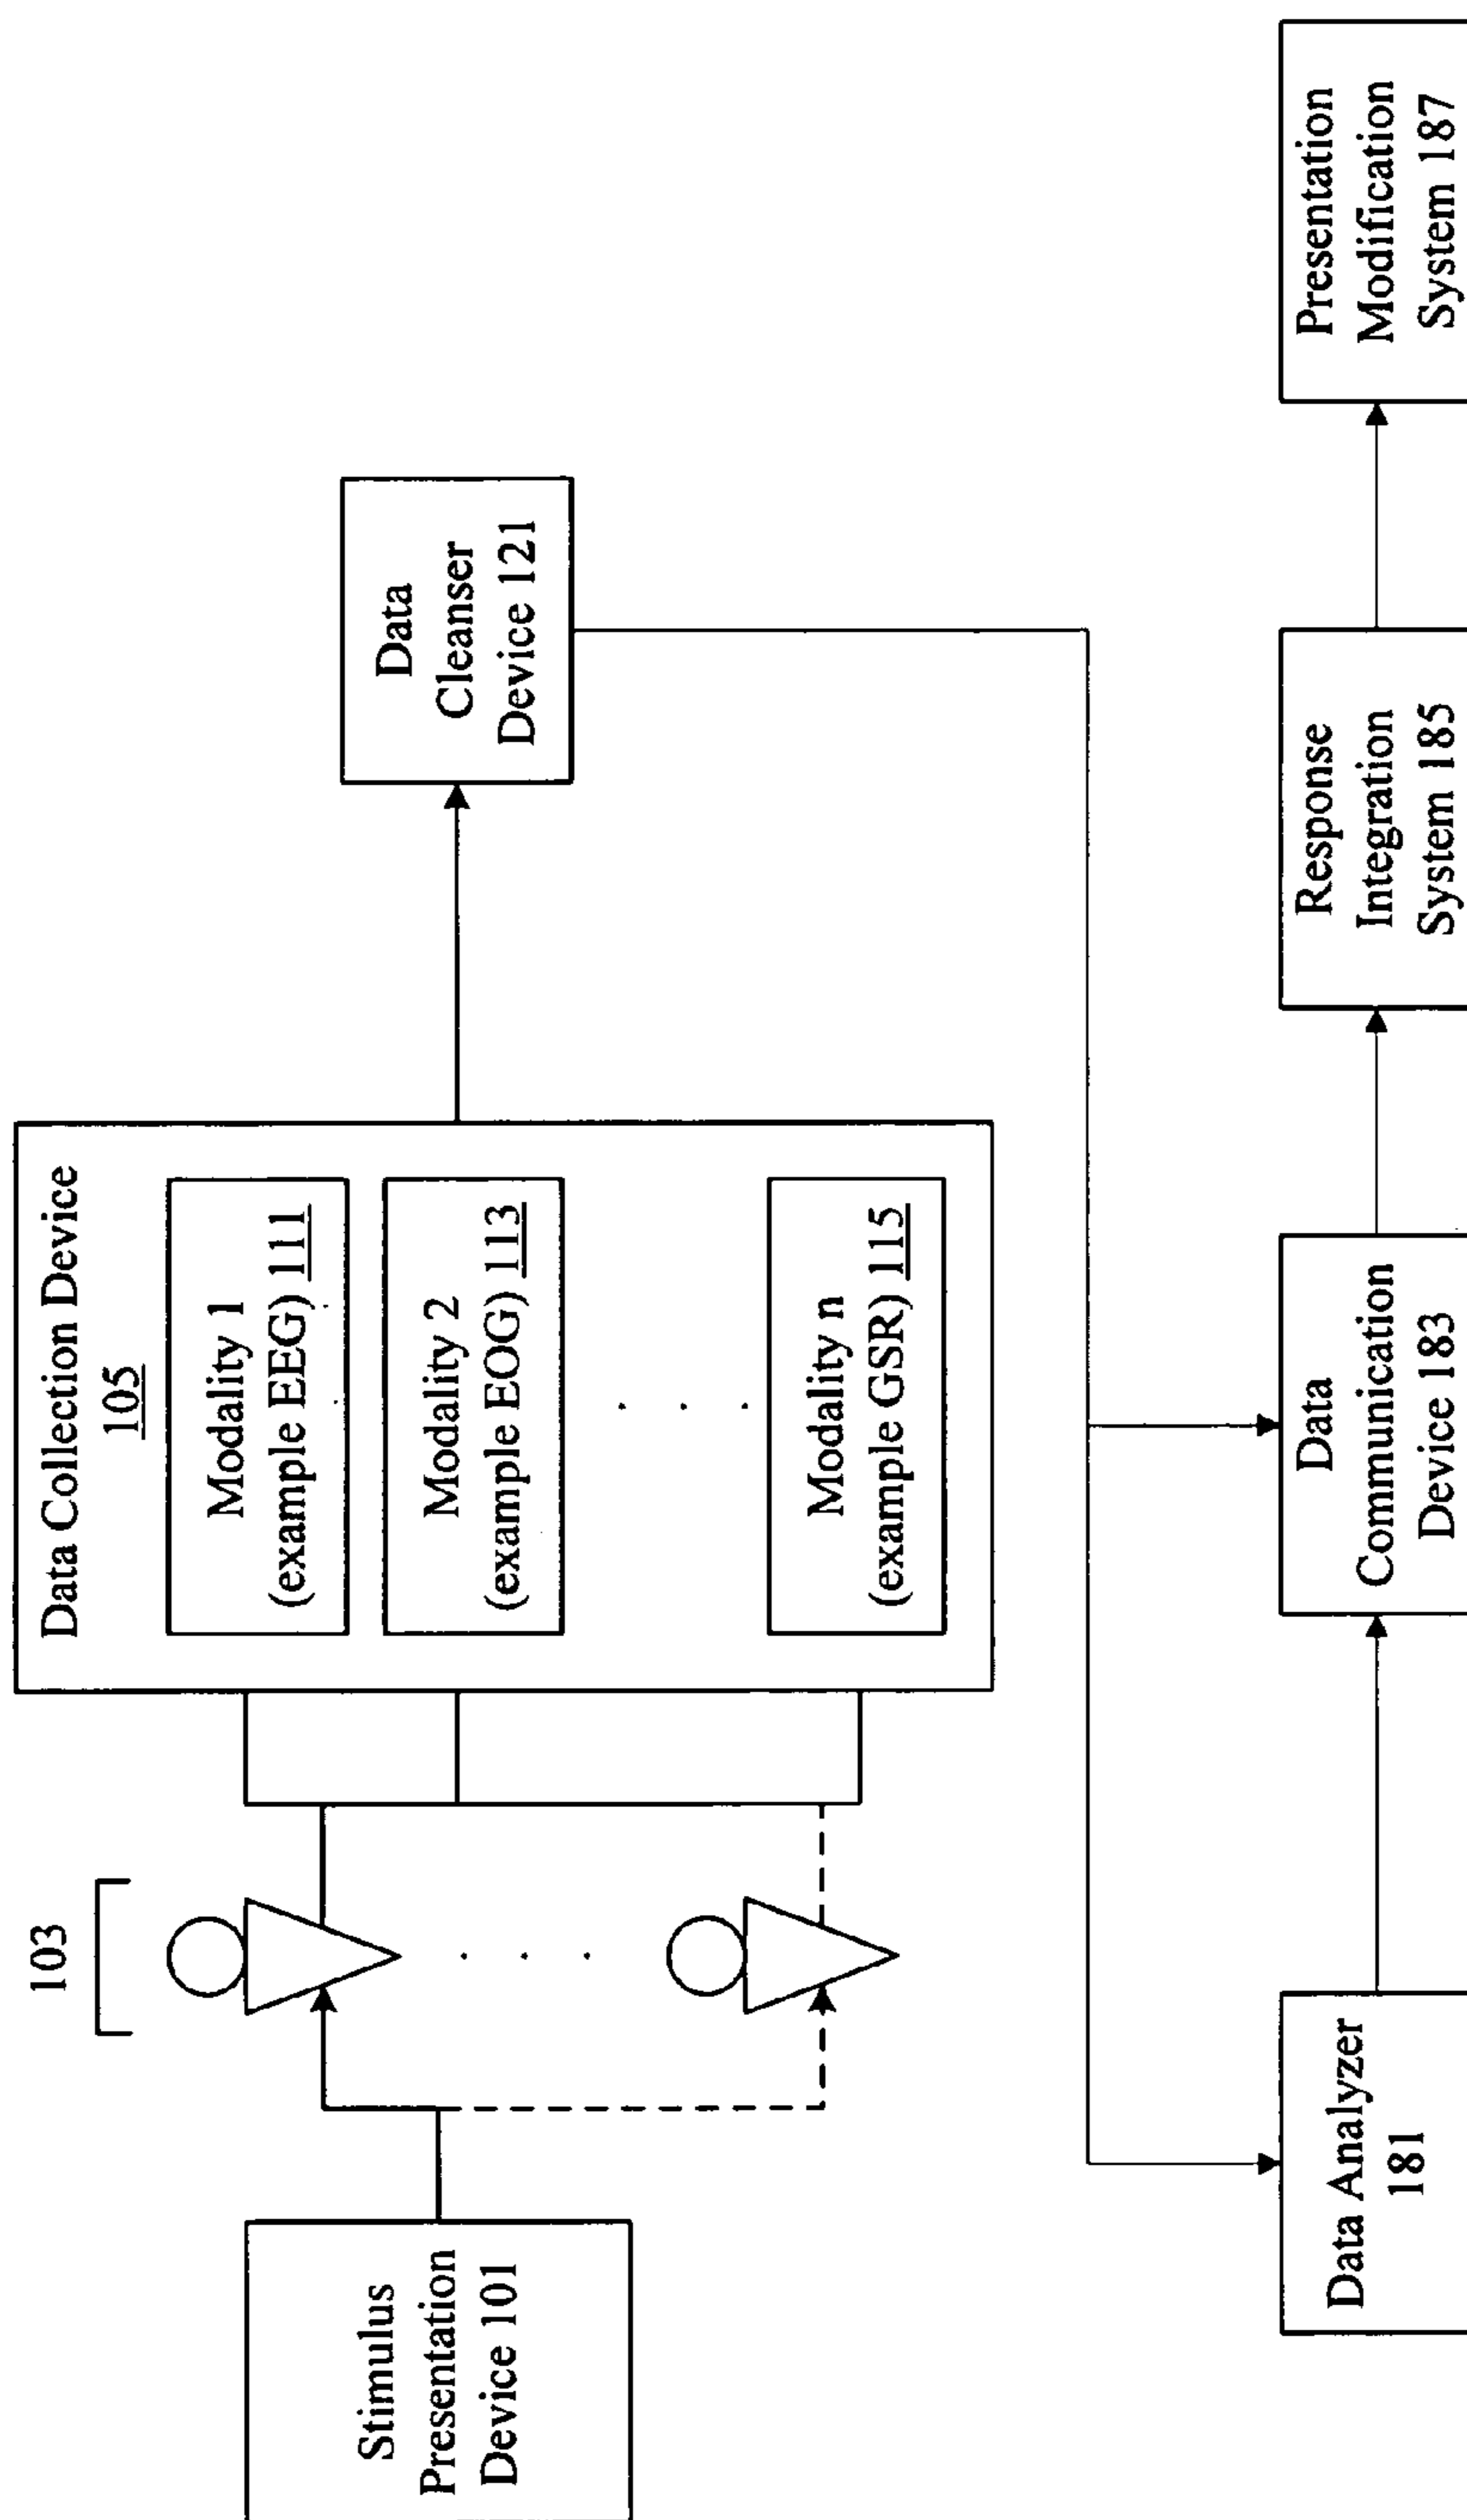 Stimulus
Presentation
Device 101
103
Data Collection Device
105
Modality 1
(example EEG) 111
Modality 2
(example EOG) 113
. . .
Modality n
(example GSR) 115
Data
Cleanser
Device 121
Data Analyzer
181
Data
Communication
Device 183
Response
Integration
System 185
Presentation
Modification
System 187